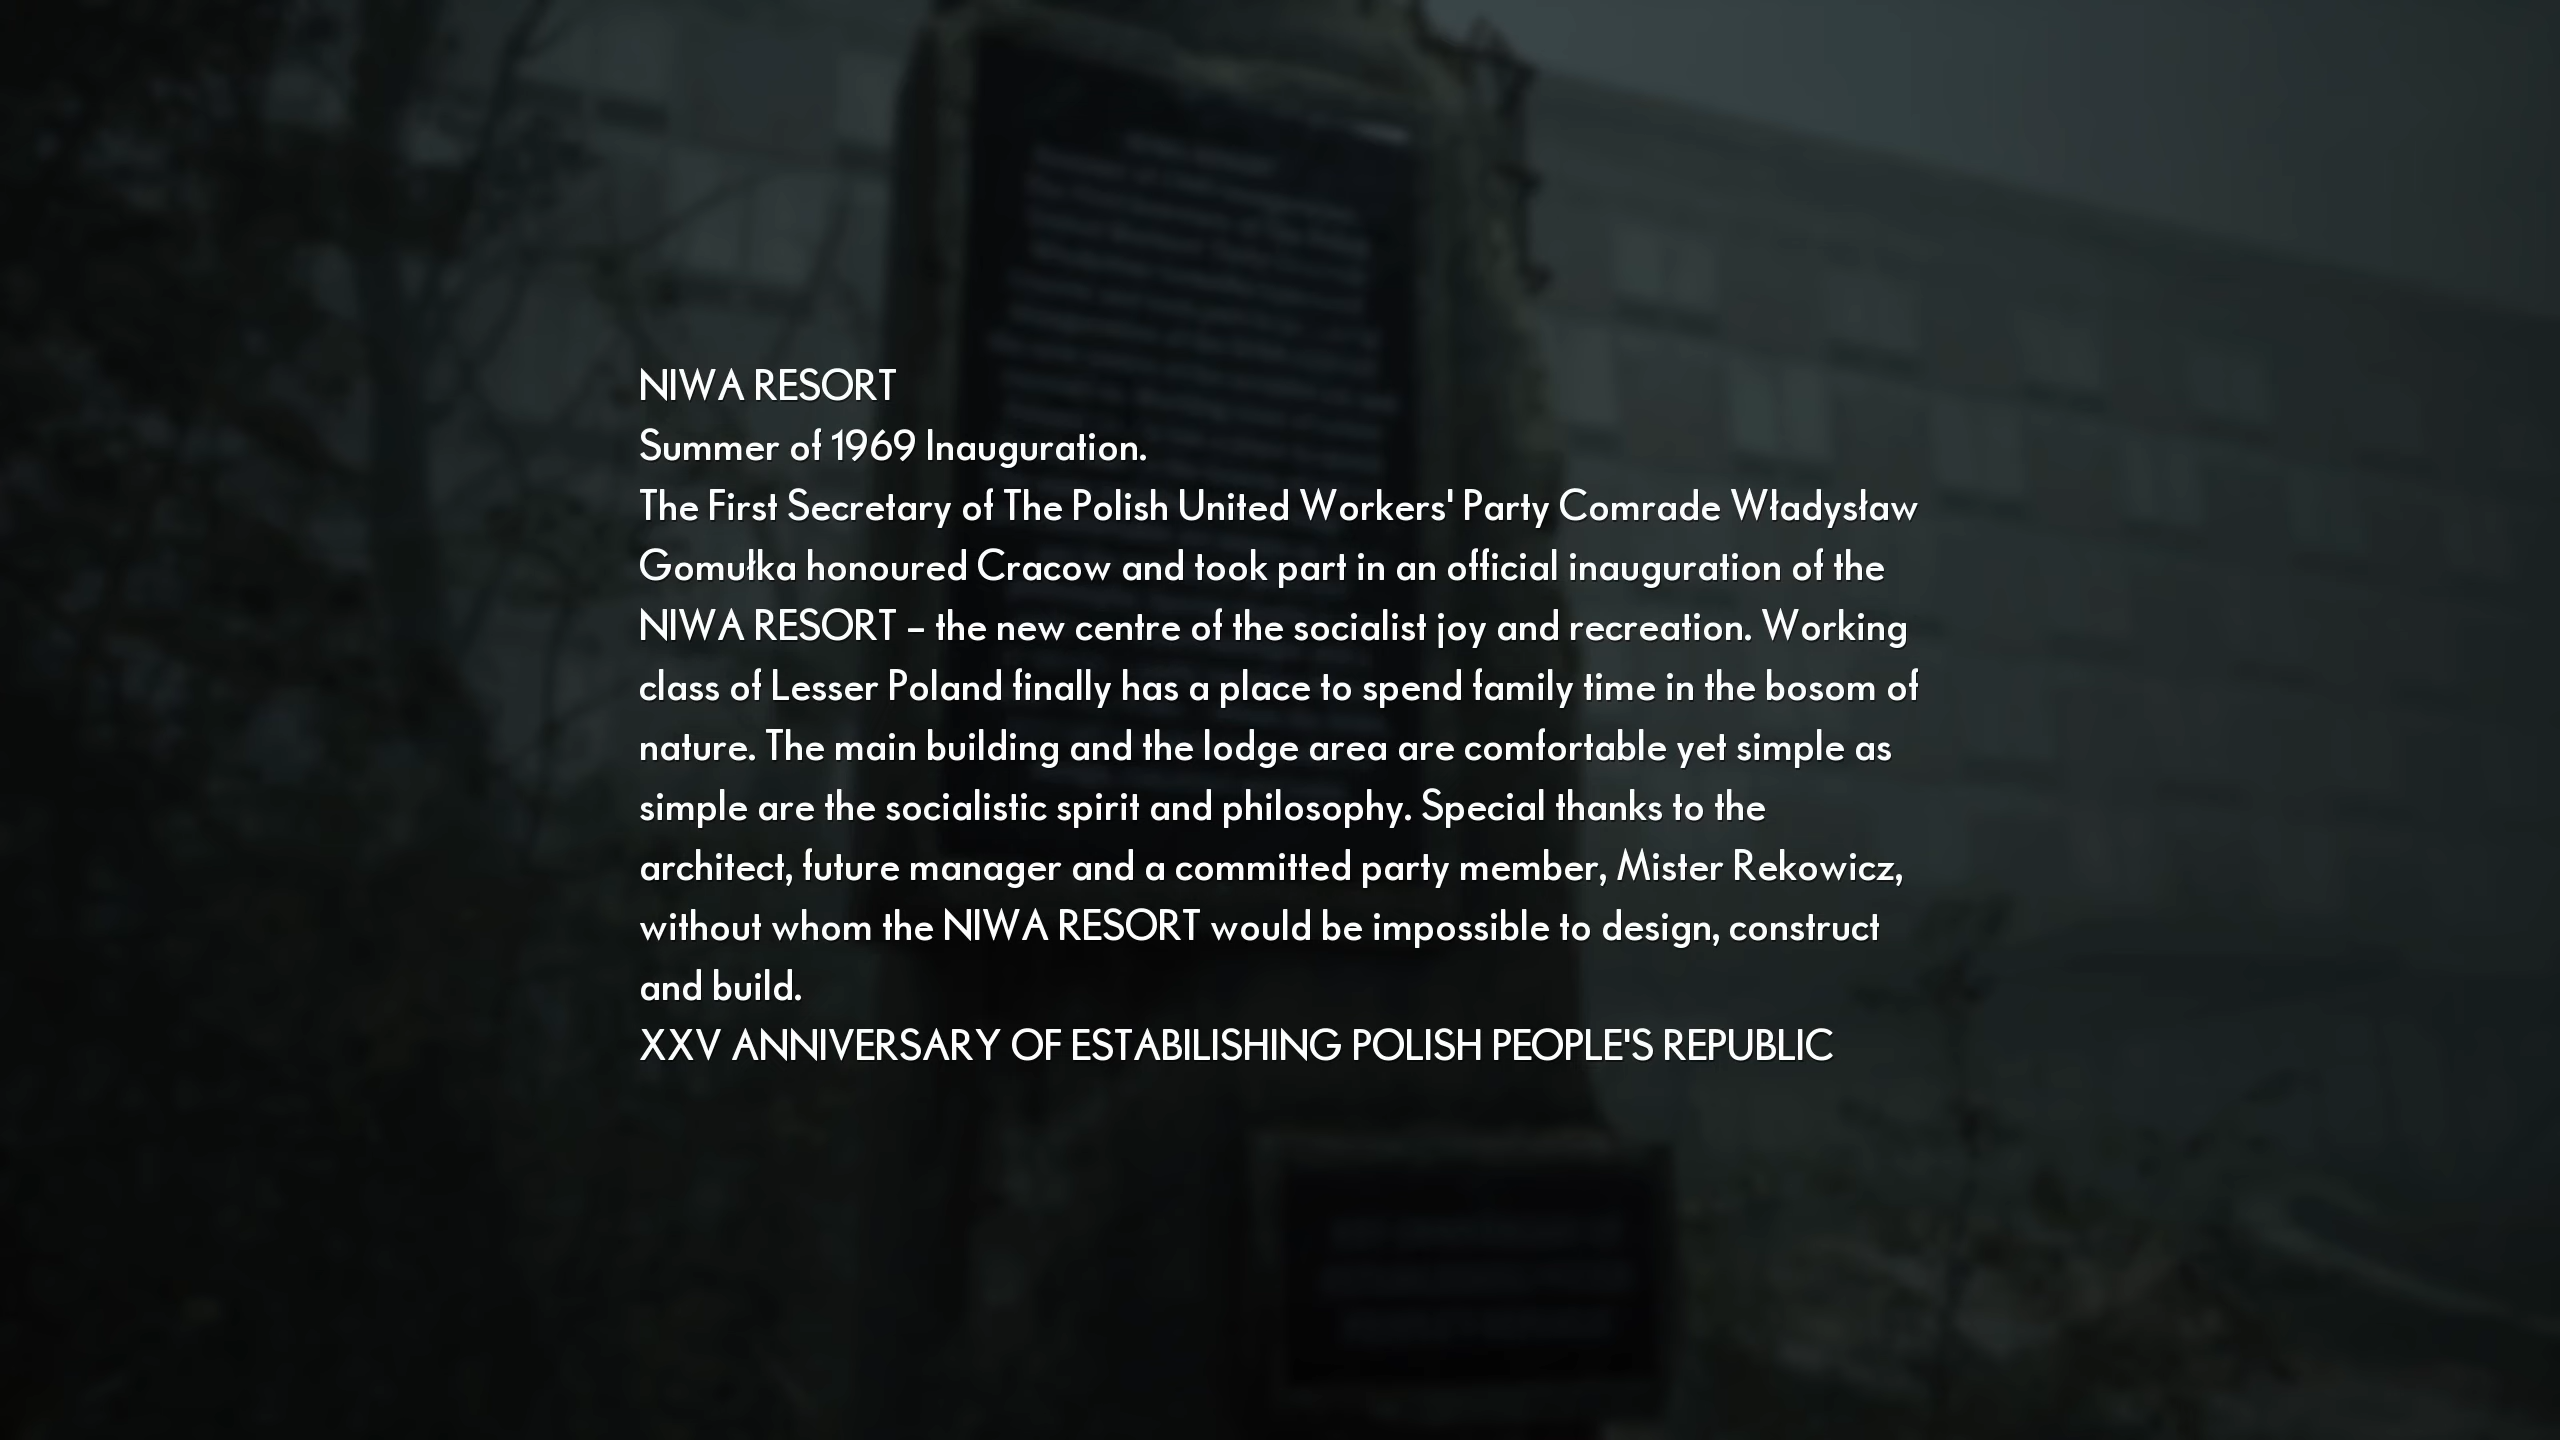 NIWA RESORT
Summer of 1969 Inauguration.
The First Secretary of The Polish United Workers' Party Comrade Władysław
Gomułka honoured Cracow and took part in an official inauguration of the
NIWA RESORT – the new centre of the socialist joy and recreation. Working
class of Lesser Poland finally has a place to spend family time in the bosom of
nature. The main building and the lodge area are comfortable yet simple as
simple are the socialistic spirit and philosophy. Special thanks to the
architect, future manager and a committed party member, Mister Rekowicz,
without whom the NIWA RESORT would be impossible to design, construct
and build.
XXV ANNIVERSARY OF ESTABILISHING POLISH PEOPLE'S REPUBLIC